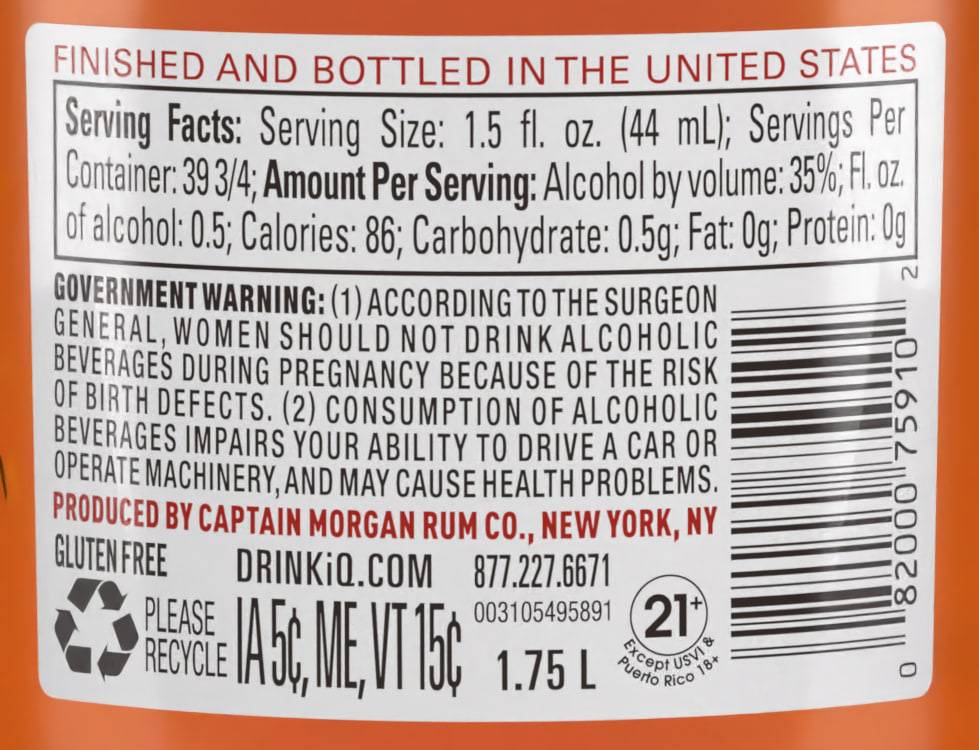 FINISHED AND BOTTLED IN THE UNITED STATES
Serving Facts: Serving Size: 1.5 fl. oz. (44 mL); Servings Per
Container: 39 3/4; Amount Per Serving: Alcohol by volume: 35%; Fl. oz.
of alcohol: 0.5; Calories: 86; Carbohydrate: 0.5g; Fat: 0g; Protein: 0g
GOVERNMENT WARNING: (1) ACCORDING TO THE SURGEON
GENERAL, WOMEN SHOULD NOT DRINK ALCOHOLIC
BEVERAGES DURING PREGNANCY BECAUSE OF THE RISK
OF BIRTH DEFECTS. (2) CONSUMPTION OF ALCOHOLIC
BEVERAGES IMPAIRS YOUR ABILITY TO DRIVE A CAR OR
OPERATE MACHINERY, AND MAY CAUSE HEALTH PROBLEMS.
PRODUCED BY CAPTAIN MORGAN RUM CO., NEW YORK, NY
GLUTEN FREE
DRINKiQ.COM 877.227.6671
003105495891
PLEASE
RECYCLE
IA 5¢, ME, VT 15¢
1.75 L
21+
Except USVI &
Puerto Rico 18+
0 82000 75910 2